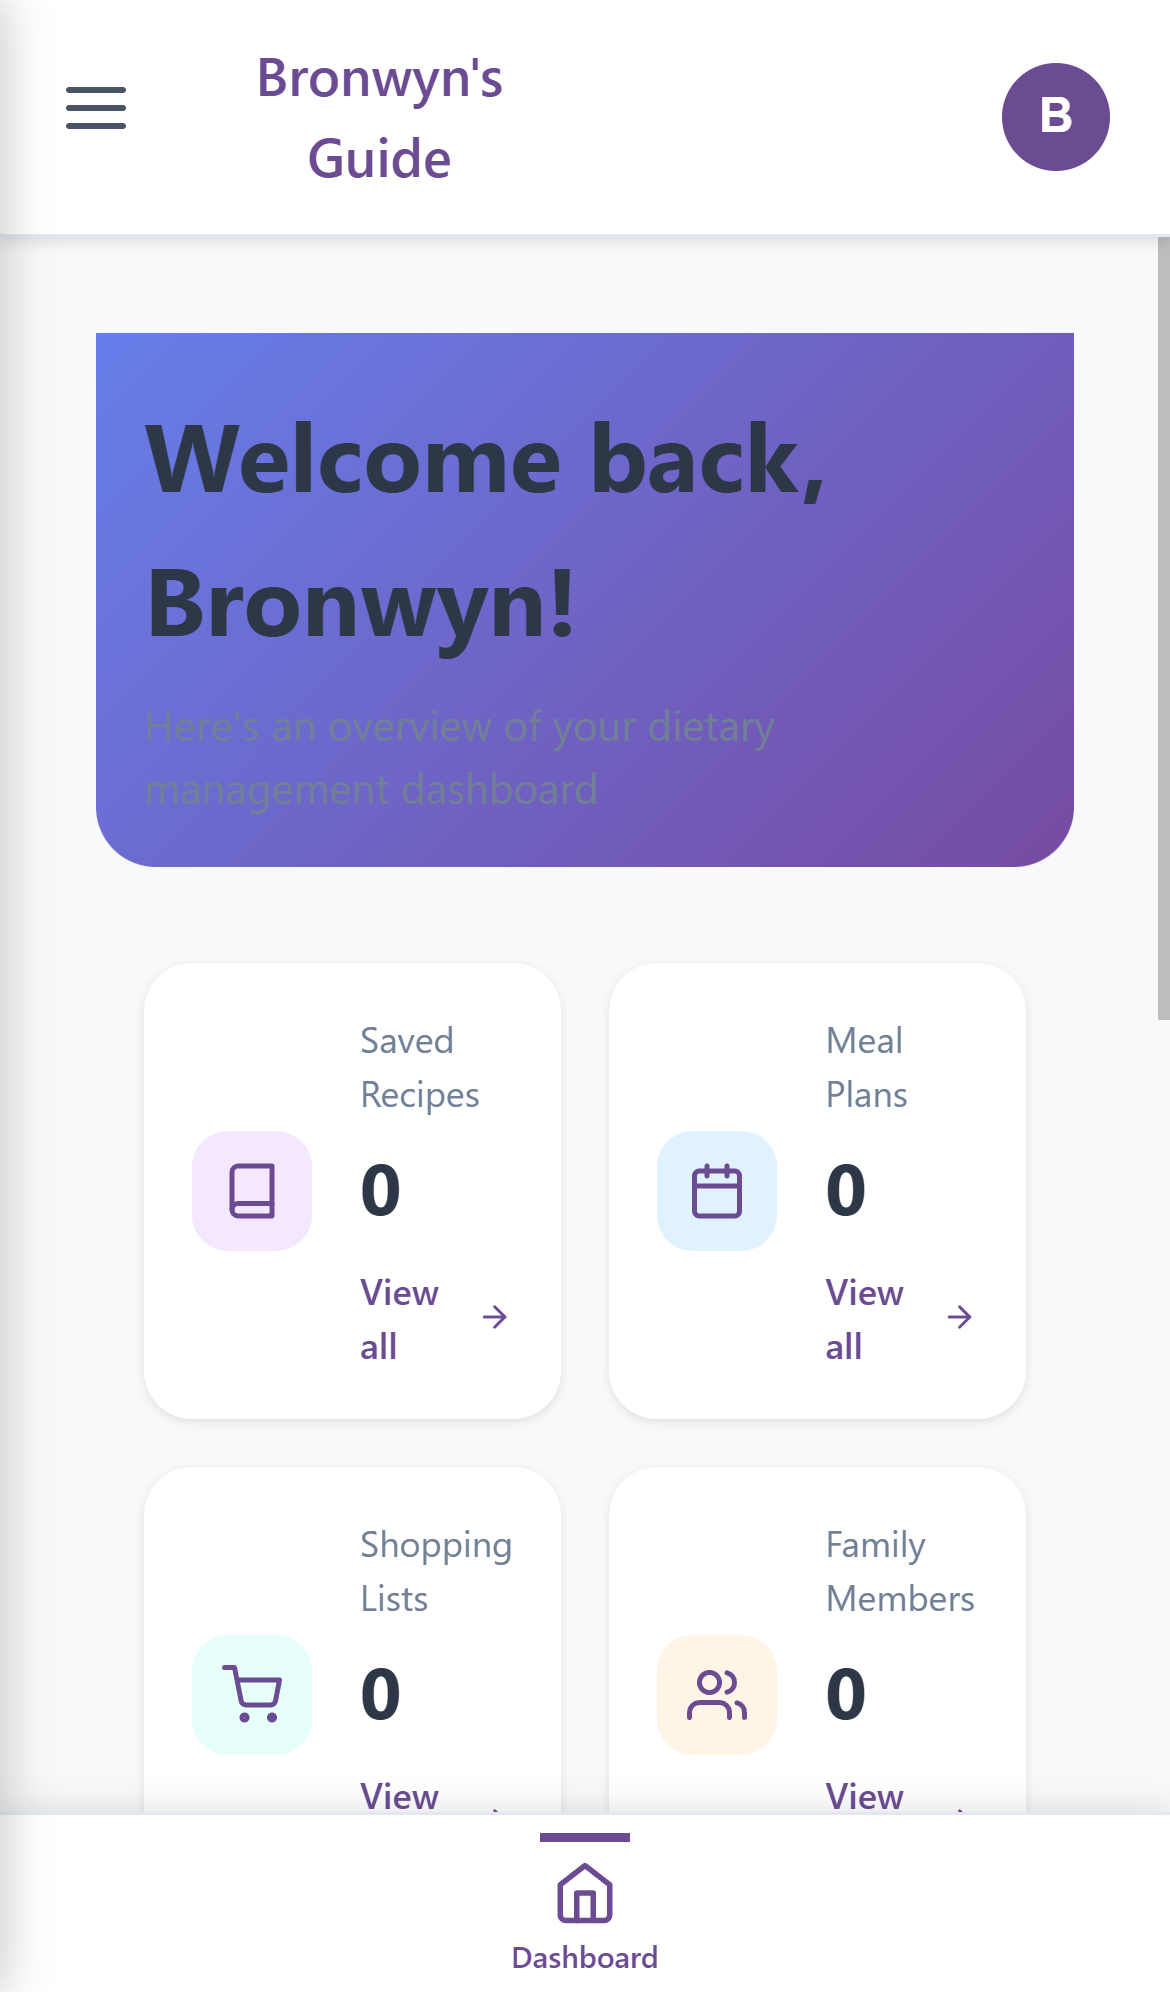 Bronwyn's
Guide
B
Welcome back,
Bronwyn!
Here's an overview of your dietary
management dashboard
Saved
Recipes
0
View
all
Meal
Plans
0
View
all
Shopping
Lists
0
View
Family
Members
0
View
Dashboard